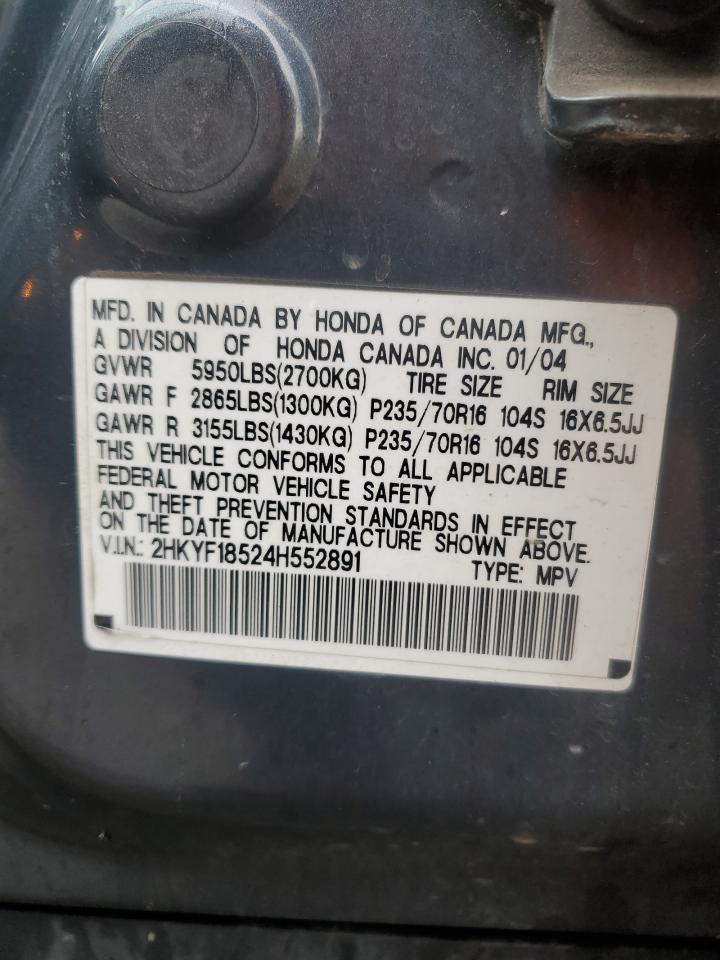 MFD. IN CANADA BY HONDA OF CANADA MFG.,
A DIVISION OF HONDA CANADA INC. 01/04
GVWR 5950LBS(2700KG) TIRE SIZE RIM SIZE
GAWR F 2865LBS(1300KG) P235/70R16 104S 16X6.5JJ
GAWR R 3155LBS(1430KG) P235/70R16 104S 16X6.5JJ
THIS VEHICLE CONFORMS TO ALL APPLICABLE
FEDERAL MOTOR VEHICLE SAFETY
AND THEFT PREVENTION STANDARDS IN EFFECT
ON THE DATE OF MANUFACTURE SHOWN ABOVE.
V.I.N.: 2HKYF18524H552891 TYPE: MPV